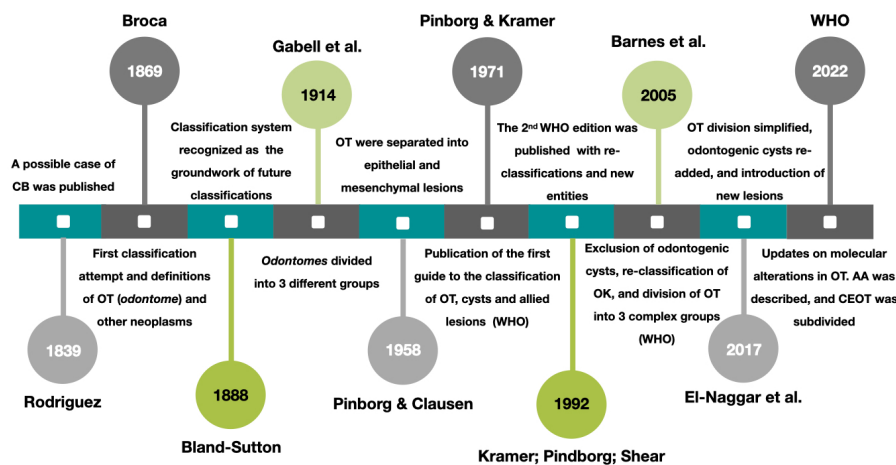 Broca
1869
Gabell et al.
1914
Pinborg & Kramer
1971
Barnes et al.
2005
WHO
2022
A possible case of
CB was published
Classification system
recognized as the
groundwork of future
classifications
OT were separated into
epithelial and
mesenchymal lesions
The 2nd WHO edition was
published with re-
classifications and new
entities
OT division simplified,
odontogenic cysts re-
added, and introduction of
new lesions
First classification
attempt and definitions
of OT (odontome) and
other neoplasms
Odontomes divided
into 3 different groups
Publication of the first
guide to the classification
of OT, cysts and allied
lesions (WHO)
Exclusion of odontogenic
cysts, re-classification of
OK, and division of OT
into 3 complex groups
(WHO)
Updates on molecular
alterations in OT. AA was
described, and CEOT was
subdivided
1839
Rodriguez
1888
Bland-Sutton
1958
Pinborg & Clausen
1992
Kramer; Pindborg; Shear
2017
El-Naggar et al.